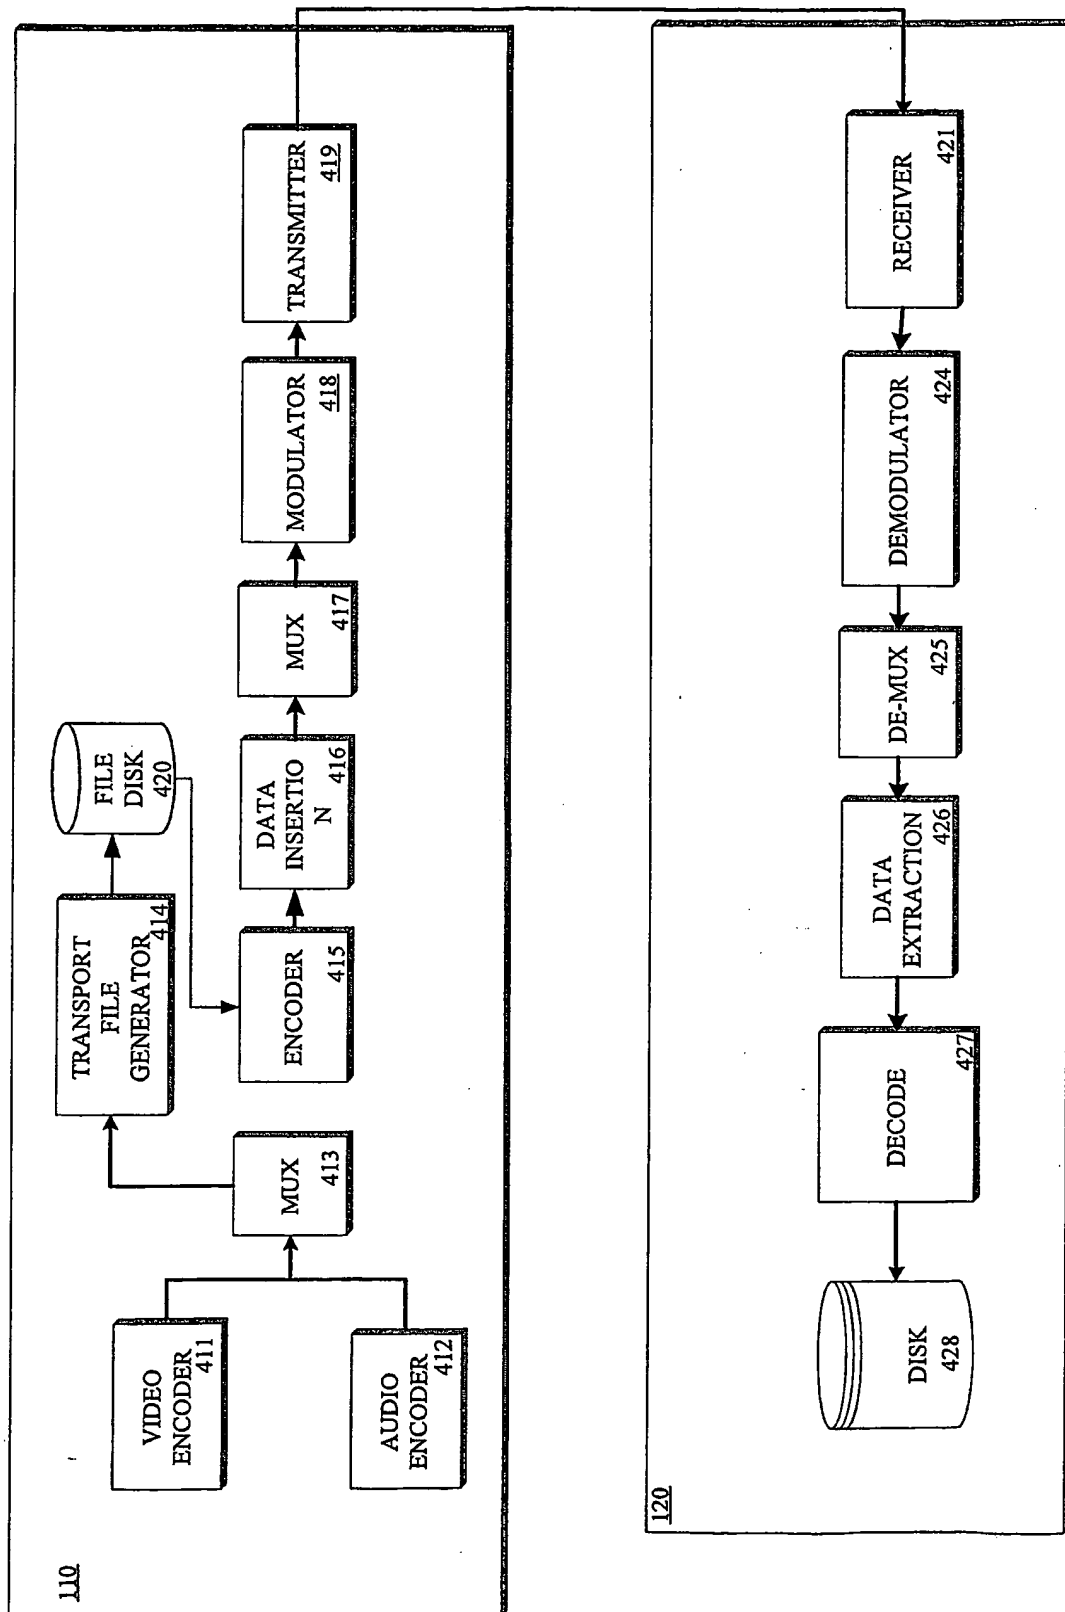 110
VIDEO
ENCODER
411
AUDIO
ENCODER
412
MUX
413
TRANSPORT
FILE
GENERATOR
414
FILE
DISK
420
ENCODER
415
DATA
INSERTIO
N
416
MUX
417
MODULATOR
418
TRANSMITTER
419
120
RECEIVER
421
DEMODULATOR
424
DE-MUX
425
DATA
EXTRACTION
426
DECODE
427
DISK
428